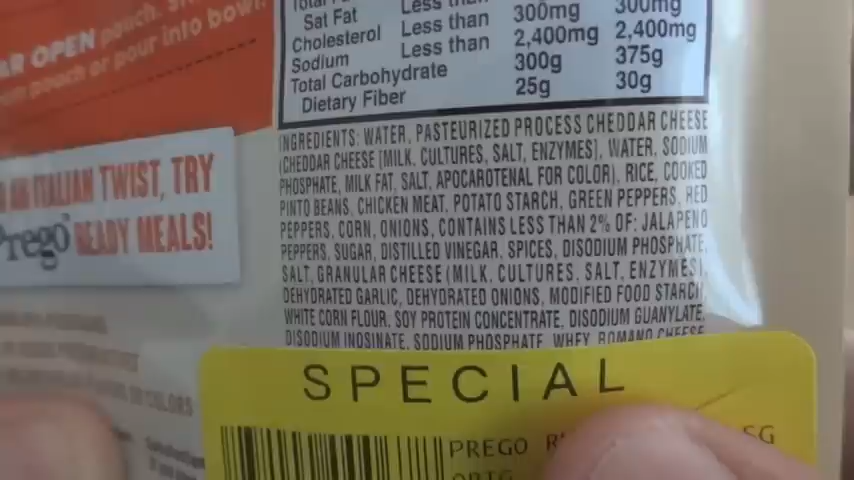 AR OPEN pouch.
pouch or pour into bowl.
ITALIAN TWIST, TRY
Prego READY MEALS!
Sat Fat Less than
Cholesterol Less than 300mg 300mg
Sodium Less than 2,400mg 2,400mg
Total Carbohydrate 300g 375g
Dietary Fiber 25g 30g
INGREDIENTS: WATER, PASTEURIZED PROCESS CHEDDAR CHEESE
(CHEDDAR CHEESE [MILK, CULTURES, SALT, ENZYMES], WATER, SODIUM
PHOSPHATE, MILK FAT, SALT, APOCAROTENAL FOR COLOR), RICE, COOKED
PINTO BEANS, CHICKEN MEAT, POTATO STARCH, GREEN PEPPERS, RED
PEPPERS, CORN, ONIONS, CONTAINS LESS THAN 2% OF: JALAPENO
PEPPERS, SUGAR, DISTILLED VINEGAR, SPICES, DISODIUM PHOSPHATE,
SALT, GRANULAR CHEESE (MILK, CULTURES, SALT, ENZYMES),
DEHYDRATED GARLIC, DEHYDRATED ONIONS, MODIFIED FOOD STARCH,
WHITE CORN FLOUR, SOY PROTEIN CONCENTRATE, DISODIUM GUANYLATE,
DISODIUM INOSINATE, SODIUM PHOSPHATE, WHEY, ROMANO CHEESE
SPECIAL
PREGO